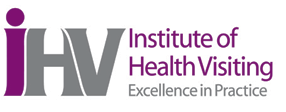 iHV
Institute of
Health Visiting
Excellence in Practice